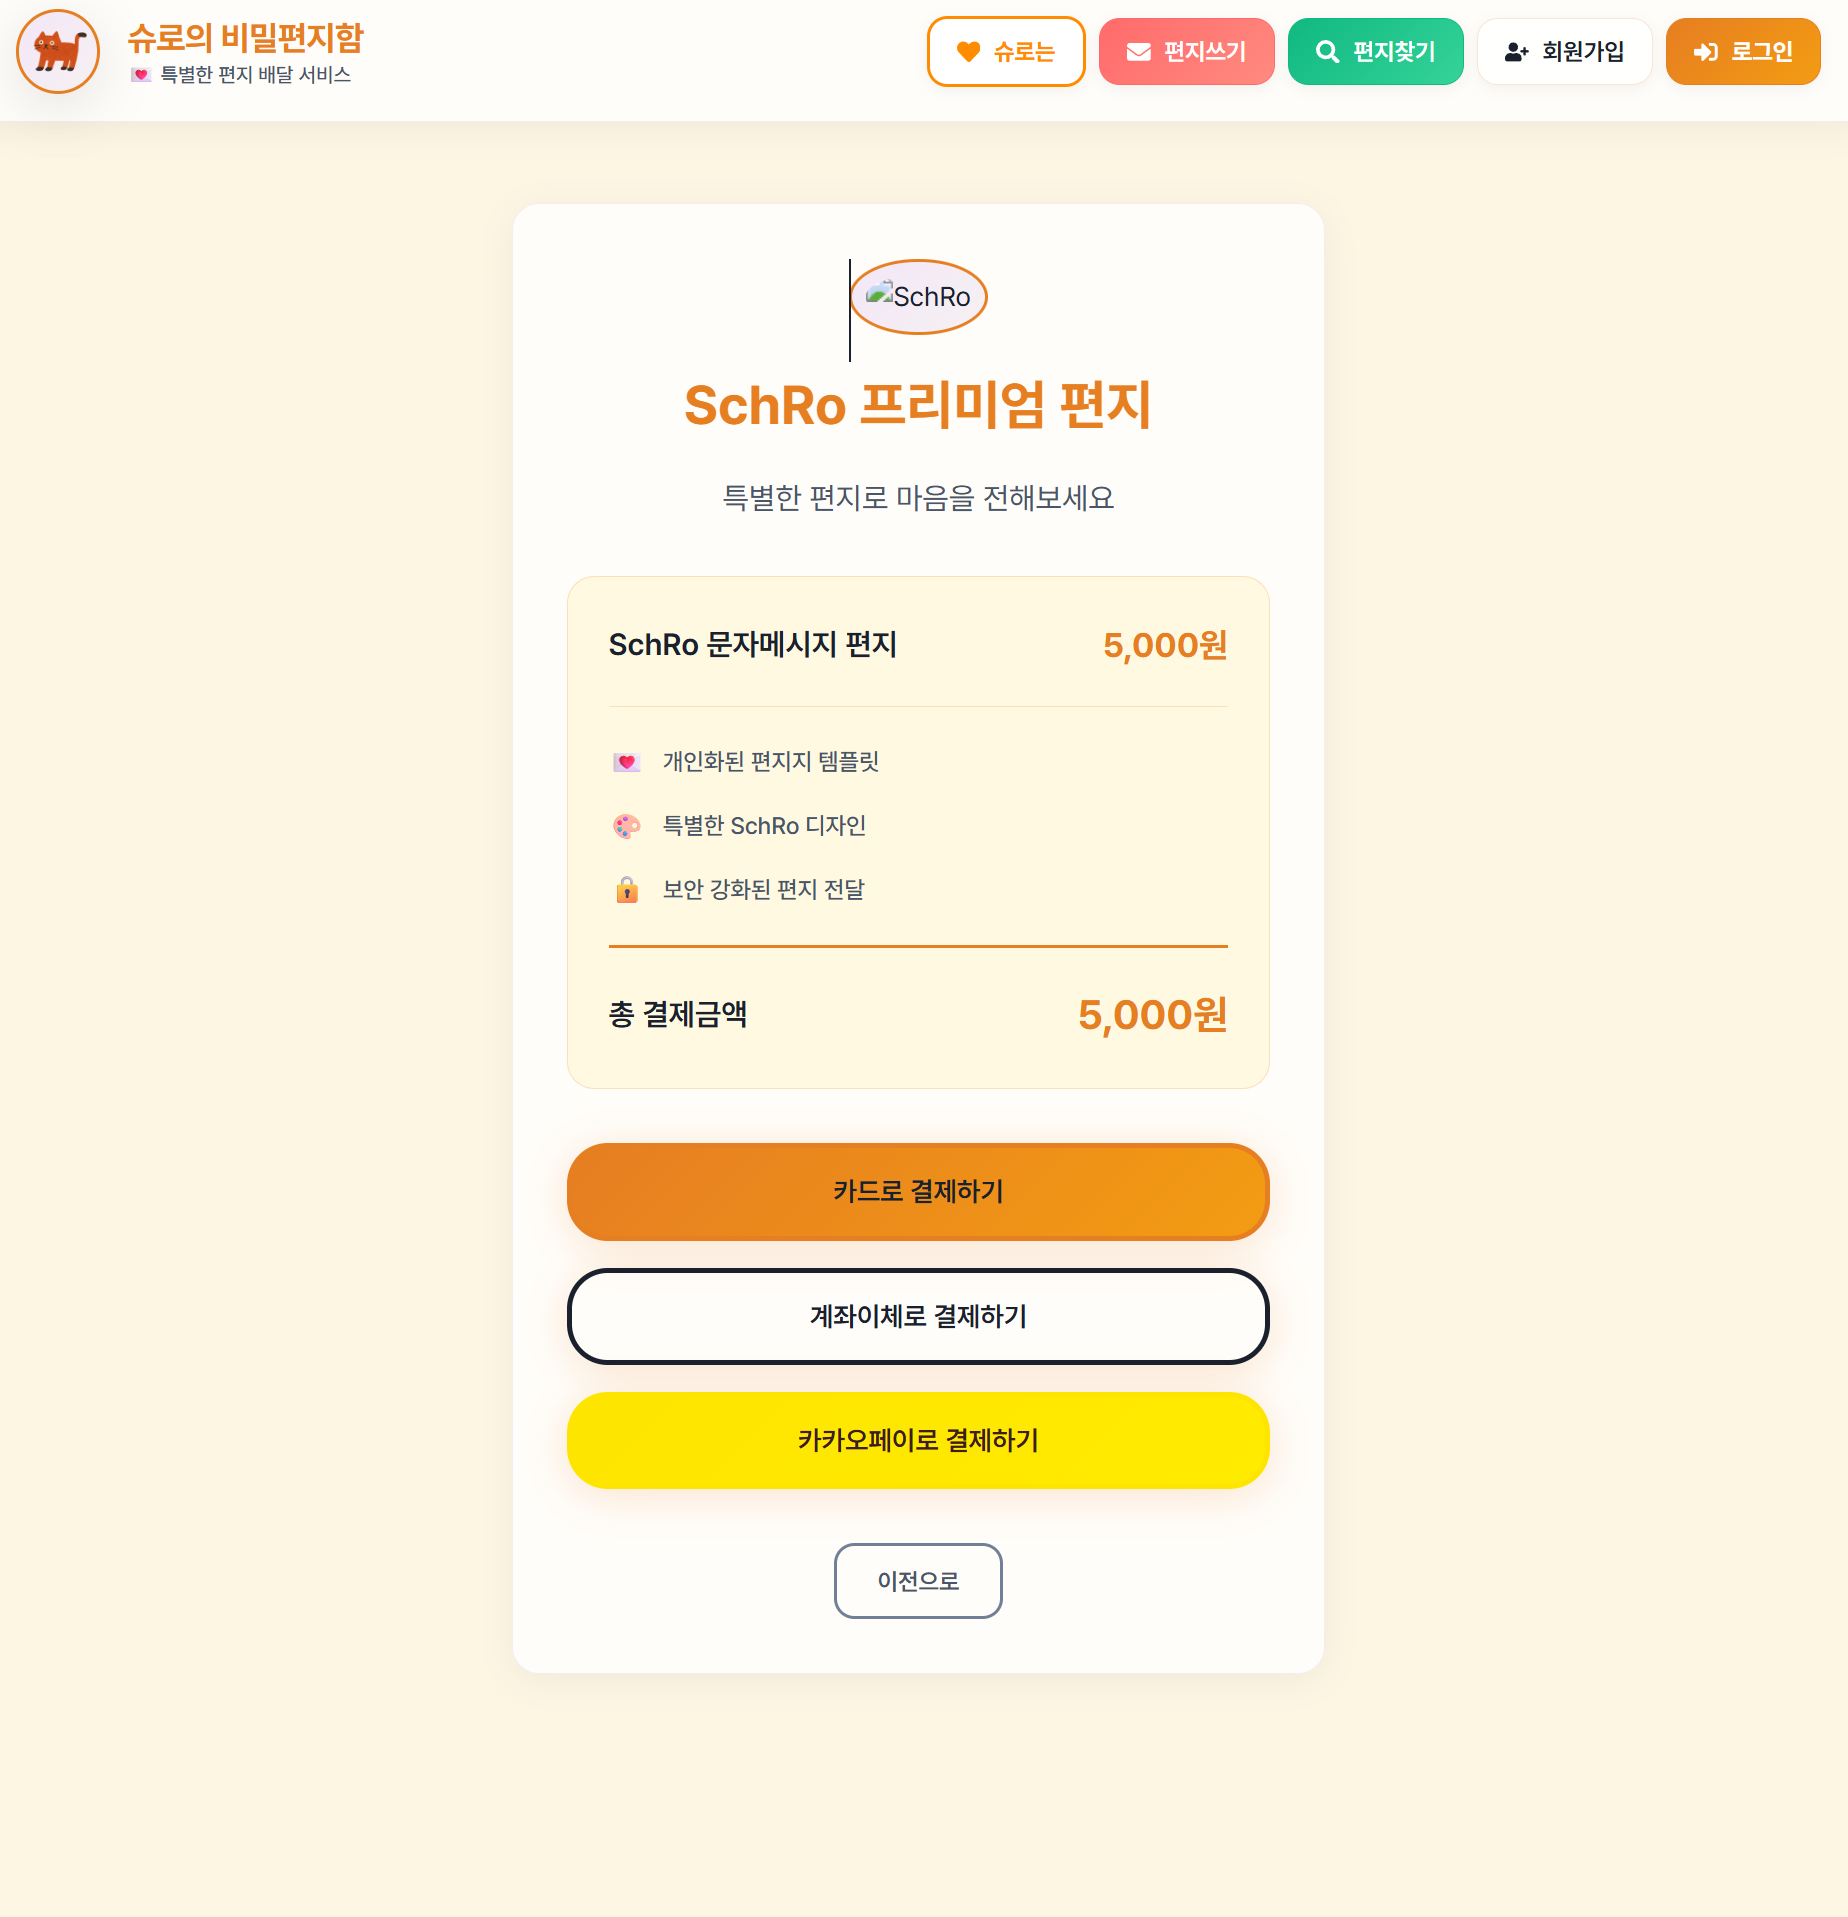 슈로의 비밀편지함
💌 특별한 편지 배달 서비스
슈로는
편지쓰기
편지찾기
회원가입
로그인
SchRo
SchRo 프리미엄 편지
특별한 편지로 마음을 전해보세요
SchRo 문자메시지 편지 5,000원
💌 개인화된 편지지 템플릿
🎨 특별한 SchRo 디자인
🔒 보안 강화된 편지 전달
총 결제금액 5,000원
카드로 결제하기
계좌이체로 결제하기
카카오페이로 결제하기
이전으로